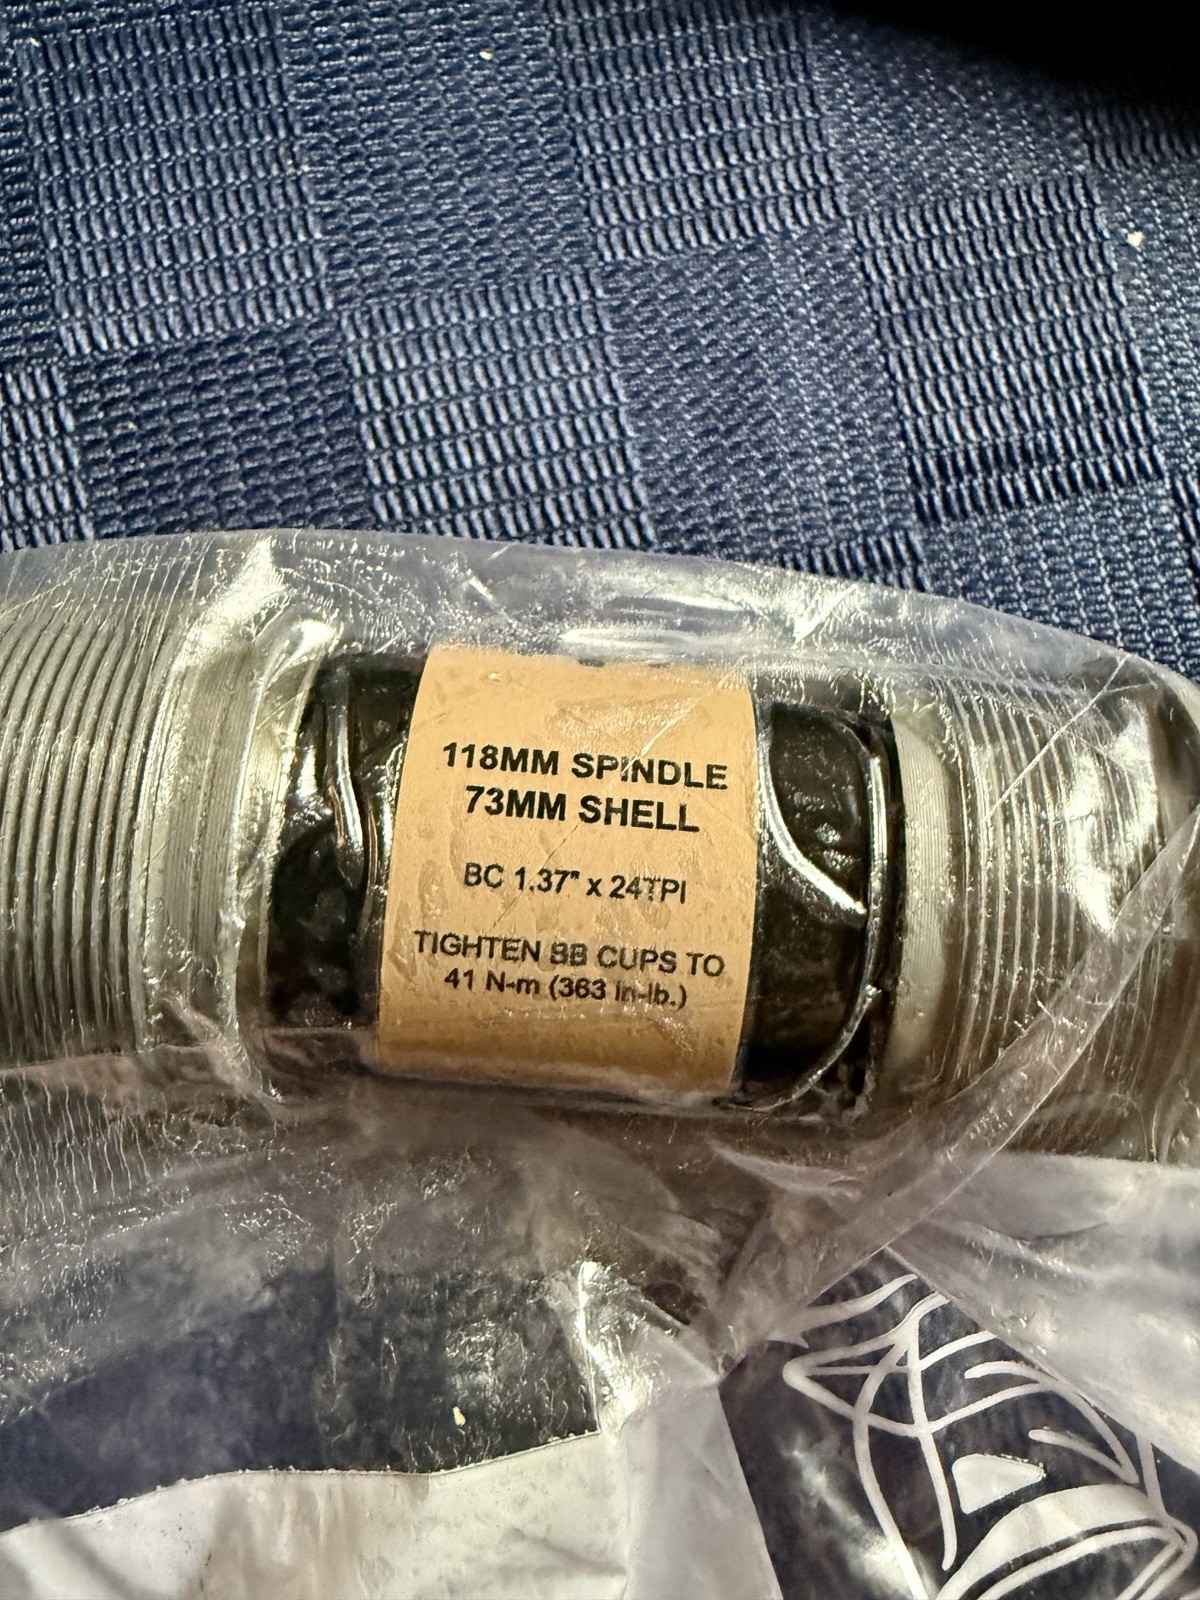 118MM SPINDLE
73MM SHELL
BC 1.37" x 24TPI
TIGHTEN BB CUPS TO
41 N-m (363 in-lb.)